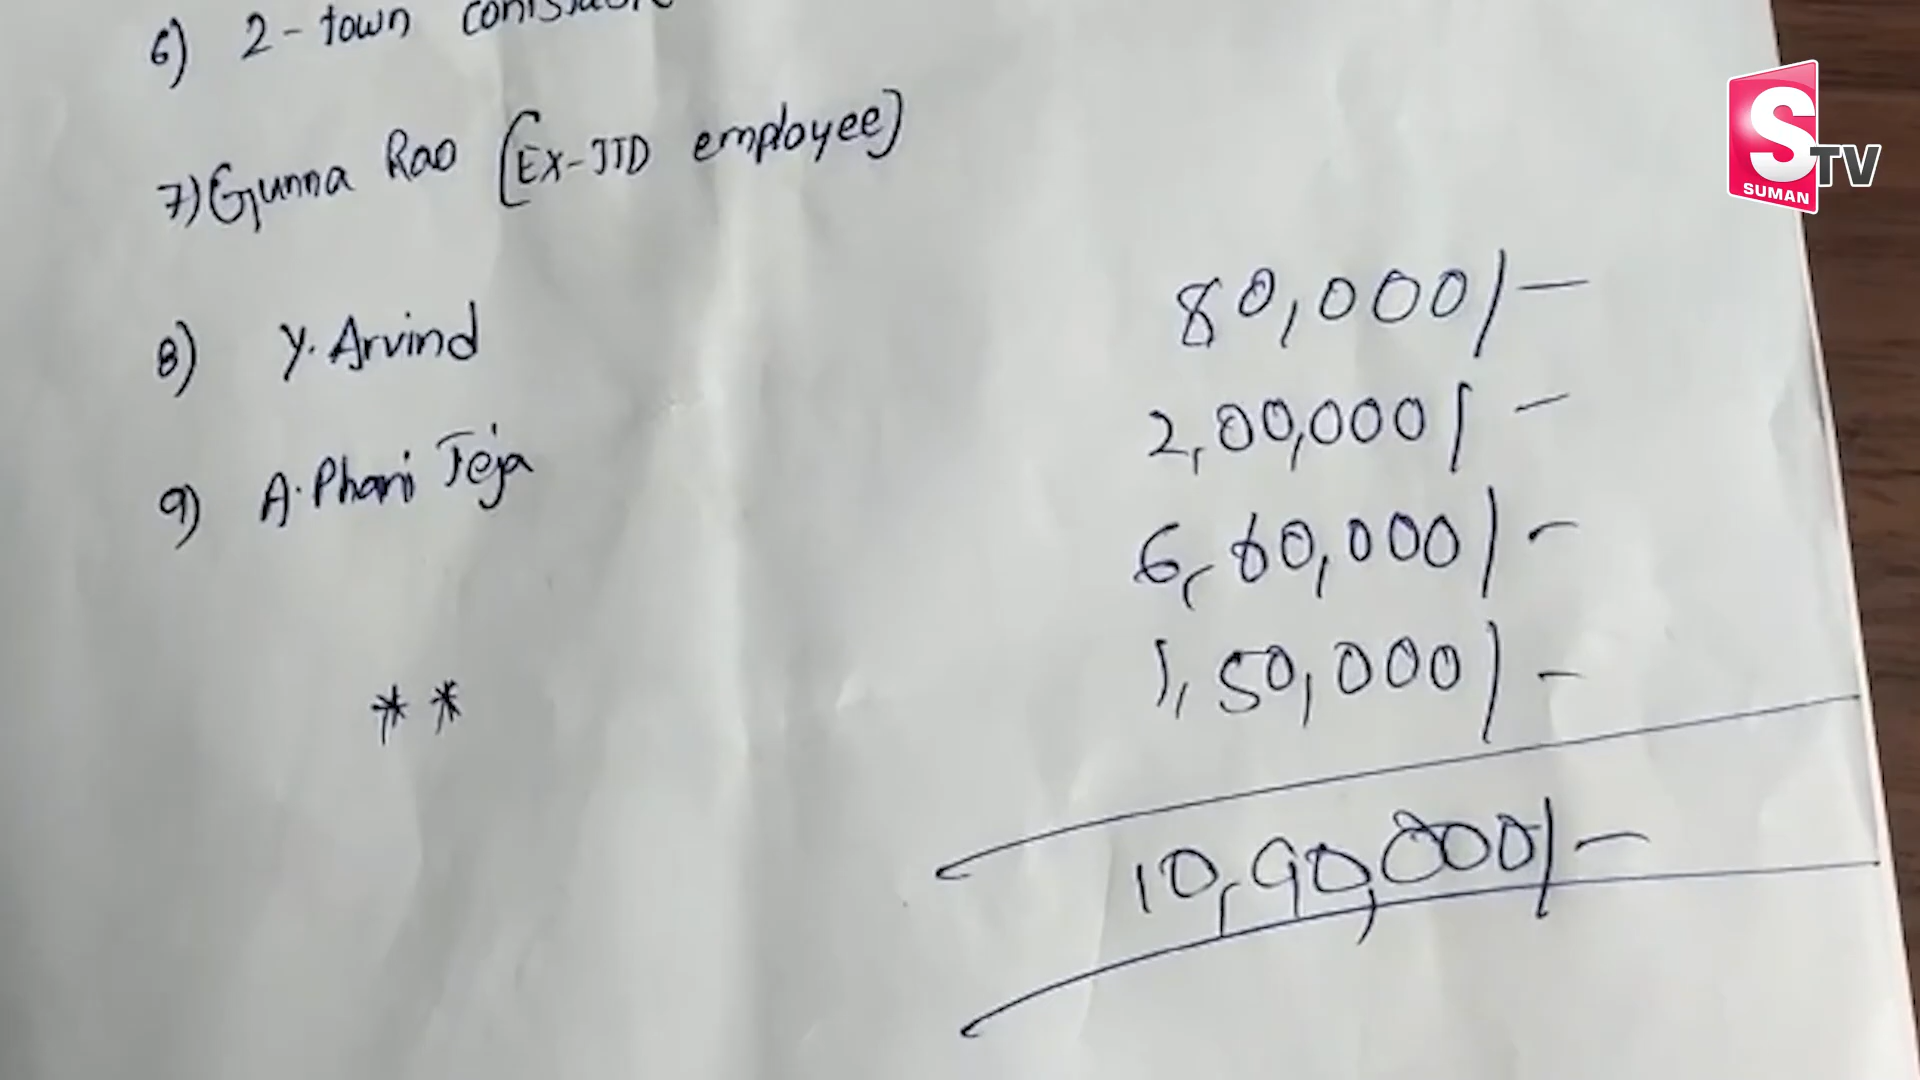 6) 2-town
7) Gunna Rao (Ex-TTD employee)
8) Y. Arvind
9) A. Phani Teja
**
80,000/-
2,00,000/-
6,60,000/-
1,50,000/-
10,90,000/-
S TV
SUMAN